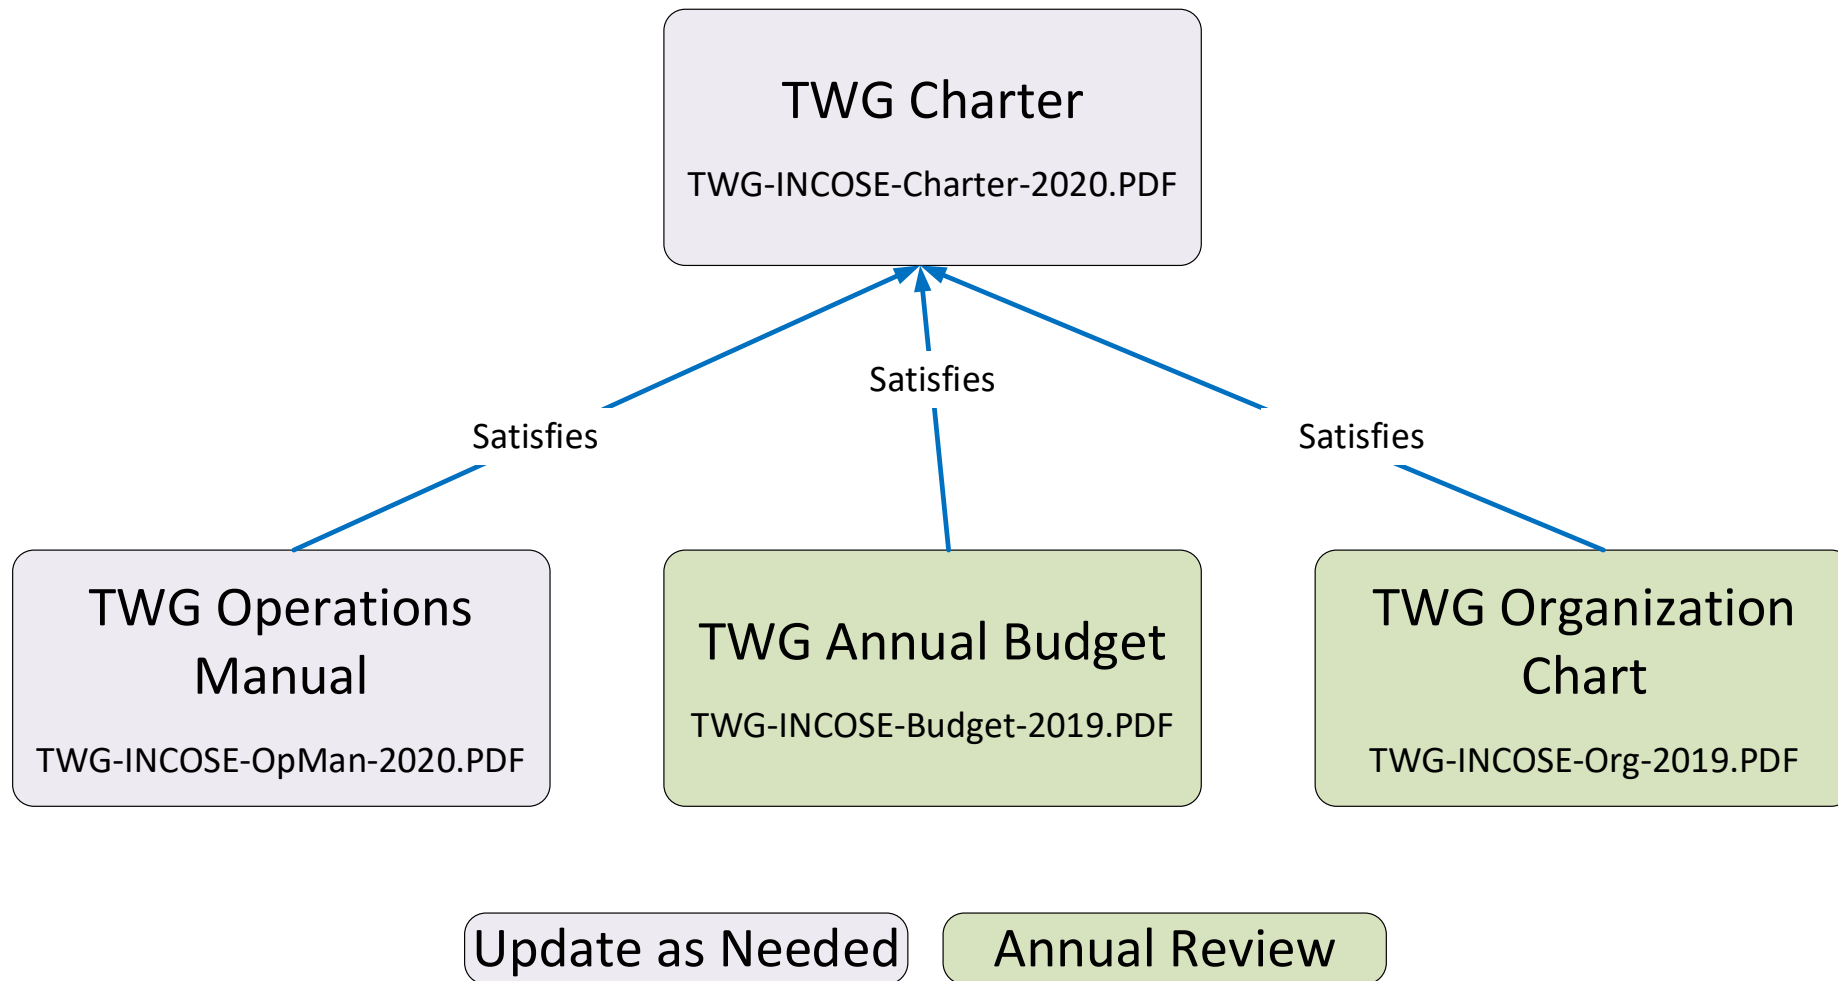 TWG Charter
TWG-INCOSE-Charter-2020.PDF
Satisfies
Satisfies
Satisfies
TWG Operations
Manual
TWG-INCOSE-OpMan-2020.PDF
TWG Annual Budget
TWG-INCOSE-Budget-2019.PDF
TWG Organization
Chart
TWG-INCOSE-Org-2019.PDF
Update as Needed
Annual Review